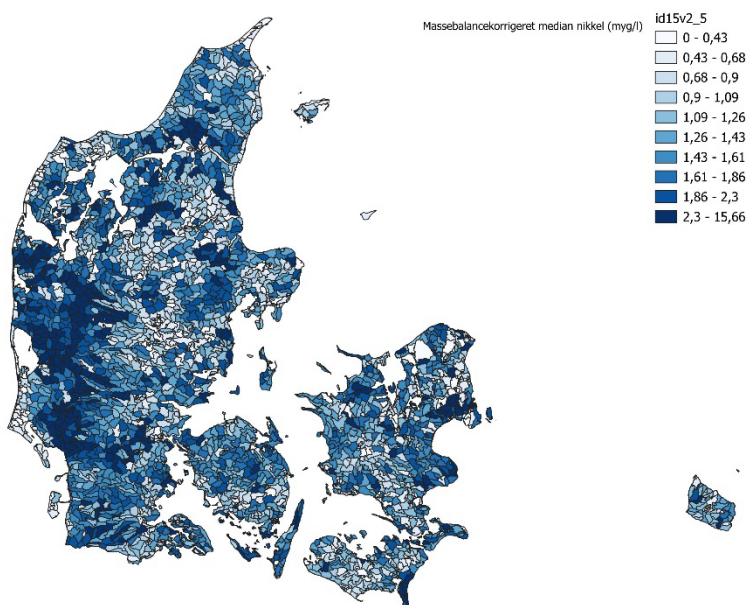 Massebalancekorrigeret median nikkel (myg/l)
id15v2_5
0 - 0,43
0,43 - 0,68
0,68 - 0,9
0,9 - 1,09
1,09 - 1,26
1,26 - 1,43
1,43 - 1,61
1,61 - 1,86
1,86 - 2,3
2,3 - 15,66